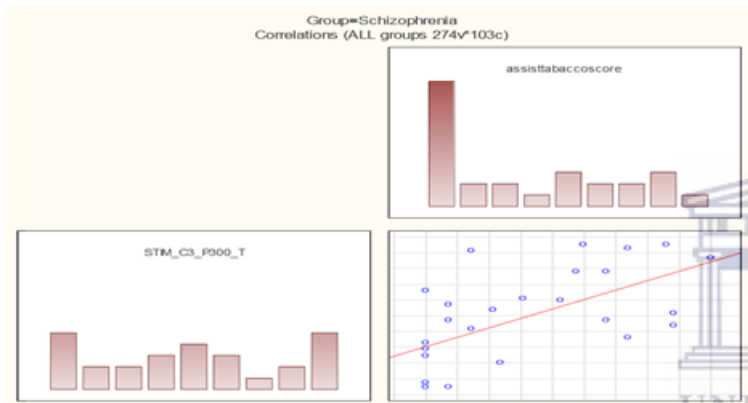 Group=Schizophrenia
Correlations (ALL groups 274v*103c)
assisttabaccoscore
STIM_C3_P300_T